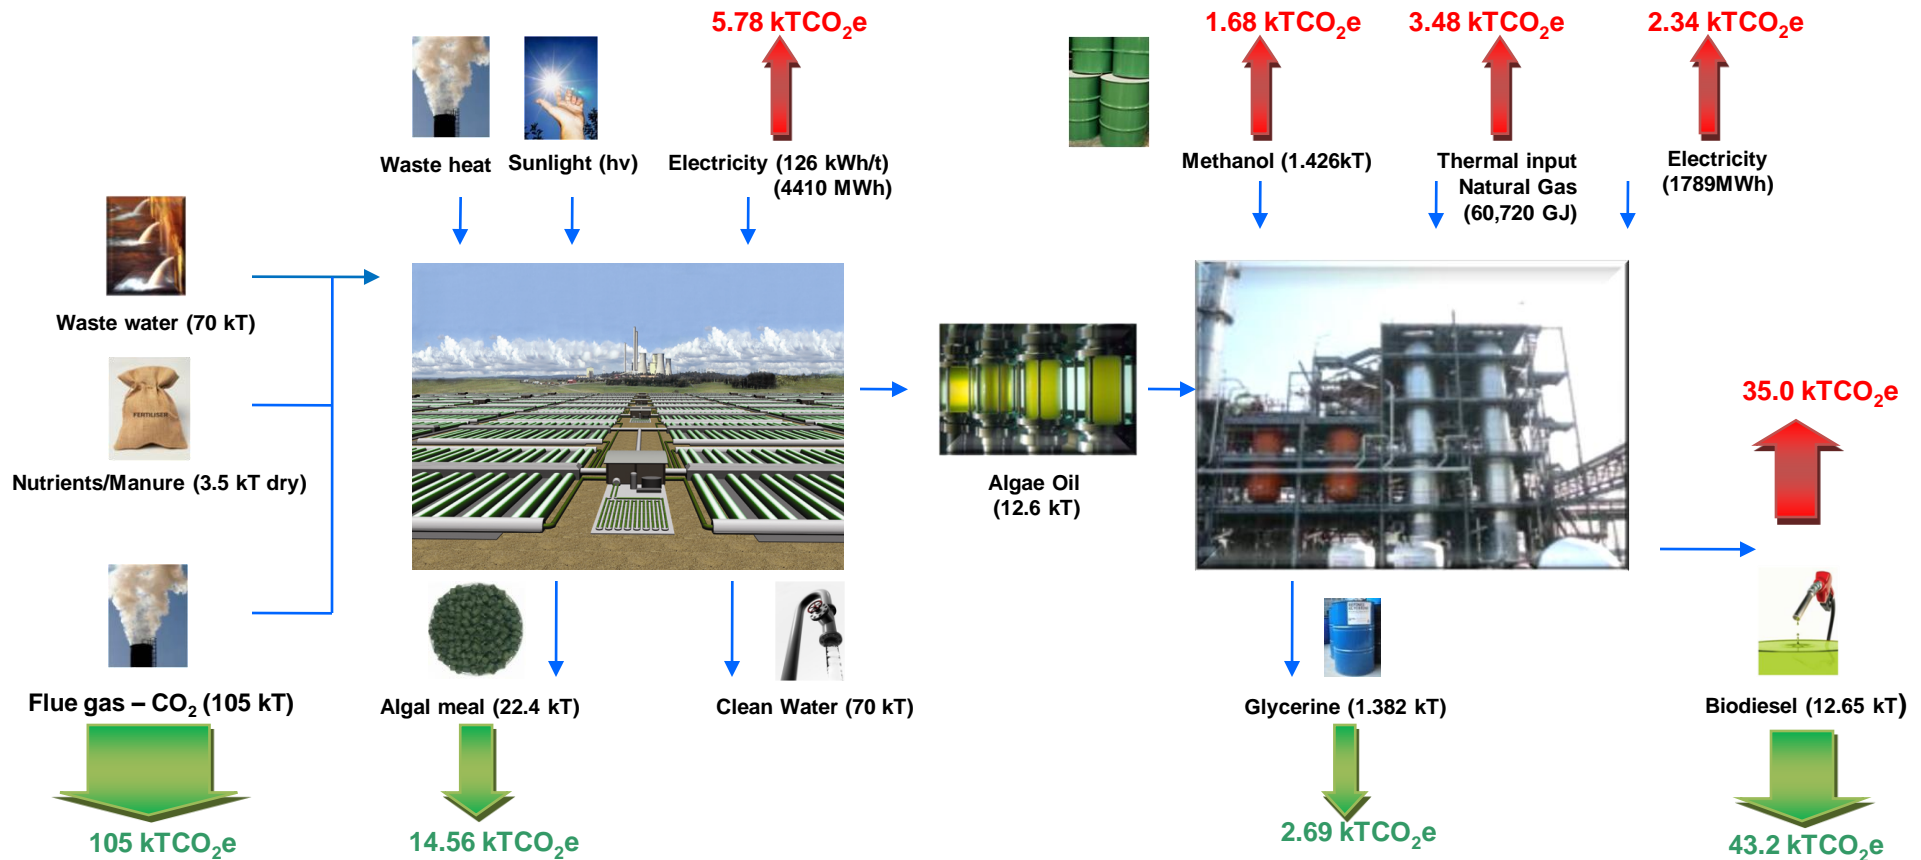 5.78 kTCO₂e
1.68 kTCO₂e
3.48 kTCO₂e
2.34 kTCO₂e
Waste heat
Sunlight (hv)
Electricity (126 kWh/t)
(4410 MWh)
Methanol (1.426kT)
Thermal input
Natural Gas
(60,720 GJ)
Electricity
(1789MWh)
Waste water (70 kT)
FERTILISER
Nutrients/Manure (3.5 kT dry)
Algae Oil
(12.6 kT)
35.0 kTCO₂e
Flue gas – CO₂ (105 kT)
Algal meal (22.4 kT)
Clean Water (70 kT)
Glycerine (1.382 kT)
Biodiesel (12.65 kT)
105 kTCO₂e
14.56 kTCO₂e
2.69 kTCO₂e
43.2 kTCO₂e